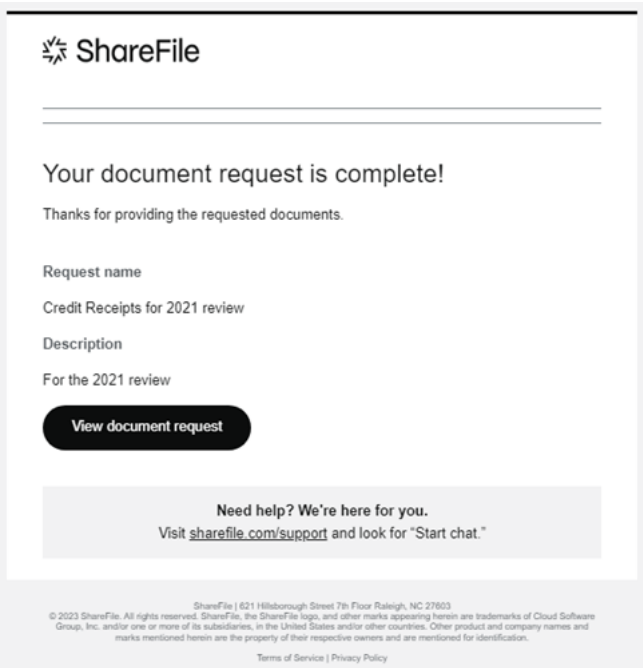 ShareFile
Your document request is complete!
Thanks for providing the requested documents.
Request name
Credit Receipts for 2021 review
Description
For the 2021 review
View document request
Need help? We're here for you.
Visit sharefile.com/support and look for “Start chat.”
ShareFile | 621 Hillsborough Street 7th Floor Raleigh, NC 27603
© 2023 ShareFile. All rights reserved. ShareFile, the ShareFile logo, and other marks appearing herein are trademarks of Cloud Software
Group, Inc. and/or one or more of its subsidiaries, in the United States and/or other countries. Other product and company names and
marks mentioned herein are the property of their respective owners and are mentioned for identification.
Terms of Service | Privacy Policy